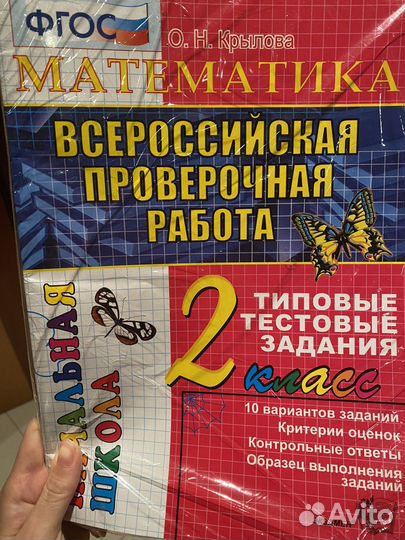 ФГОС
О. Н. Крылова
МАТЕМАТИКА
ВСЕРОССИЙСКАЯ
ПРОВЕРОЧНАЯ
РАБОТА
НАЧАЛЬНАЯ
ШКОЛА
2 класс
ТИПОВЫЕ
ТЕСТОВЫЕ
ЗАДАНИЯ
10 вариантов заданий
Критерии оценок
Контрольные ответы
Образец выполнения
заданий
Avito